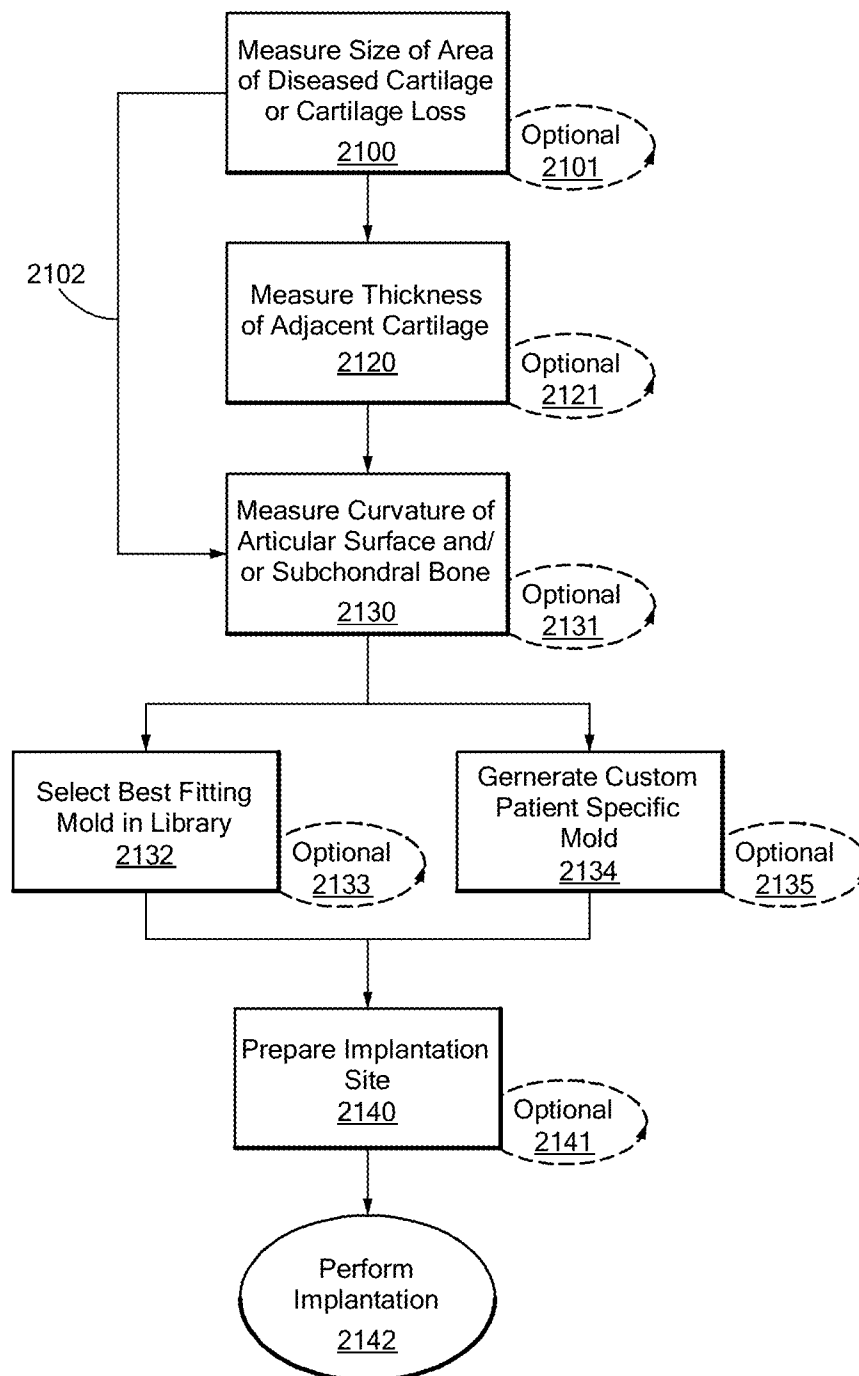 Measure Size of Area
of Diseased Cartilage
or Cartilage Loss
2100
Optional
2101
2102
Measure Thickness
of Adjacent Cartilage
2120
Optional
2121
Measure Curvature of
Articular Surface and/
or Subchondral Bone
2130
Optional
2131
Select Best Fitting
Mold in Library
2132
Optional
2133
Gernerate Custom
Patient Specific
Mold
2134
Optional
2135
Prepare Implantation
Site
2140
Optional
2141
Perform
Implantation
2142